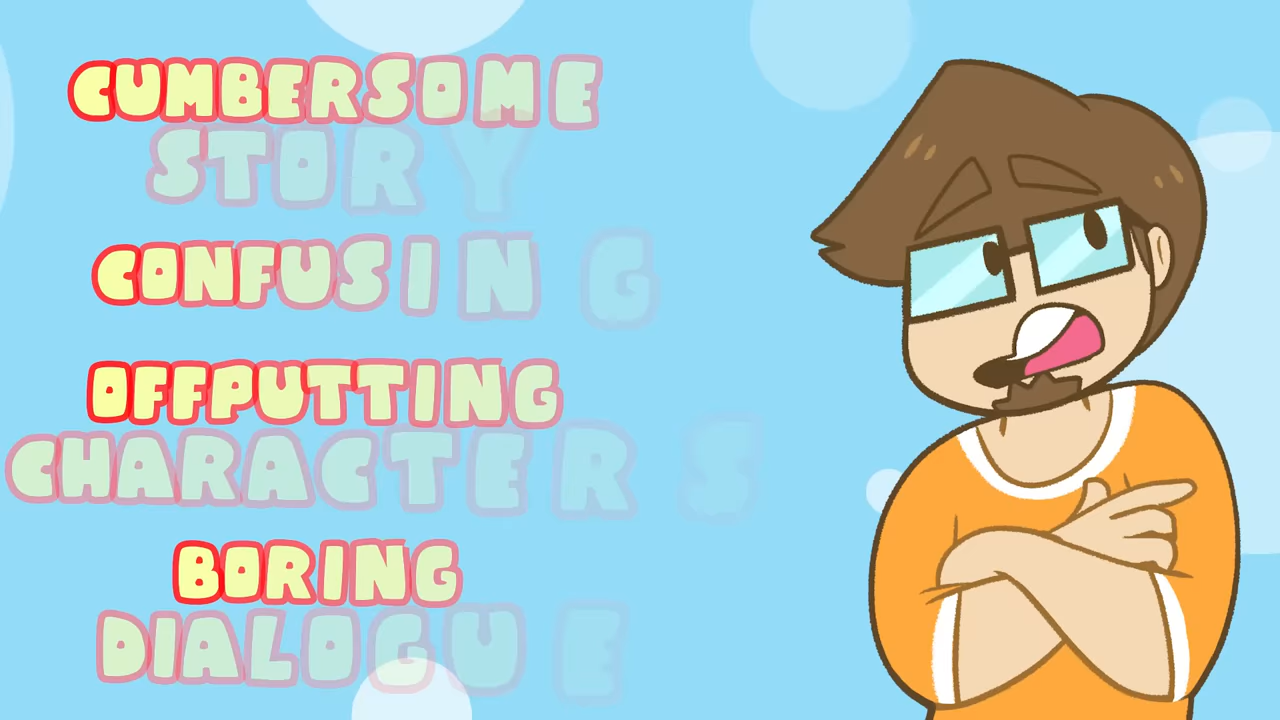 CUMBERSOME
STORY
CONFUSING
OFFPUTTING
CHARACTERS
BORING
DIALOGUE